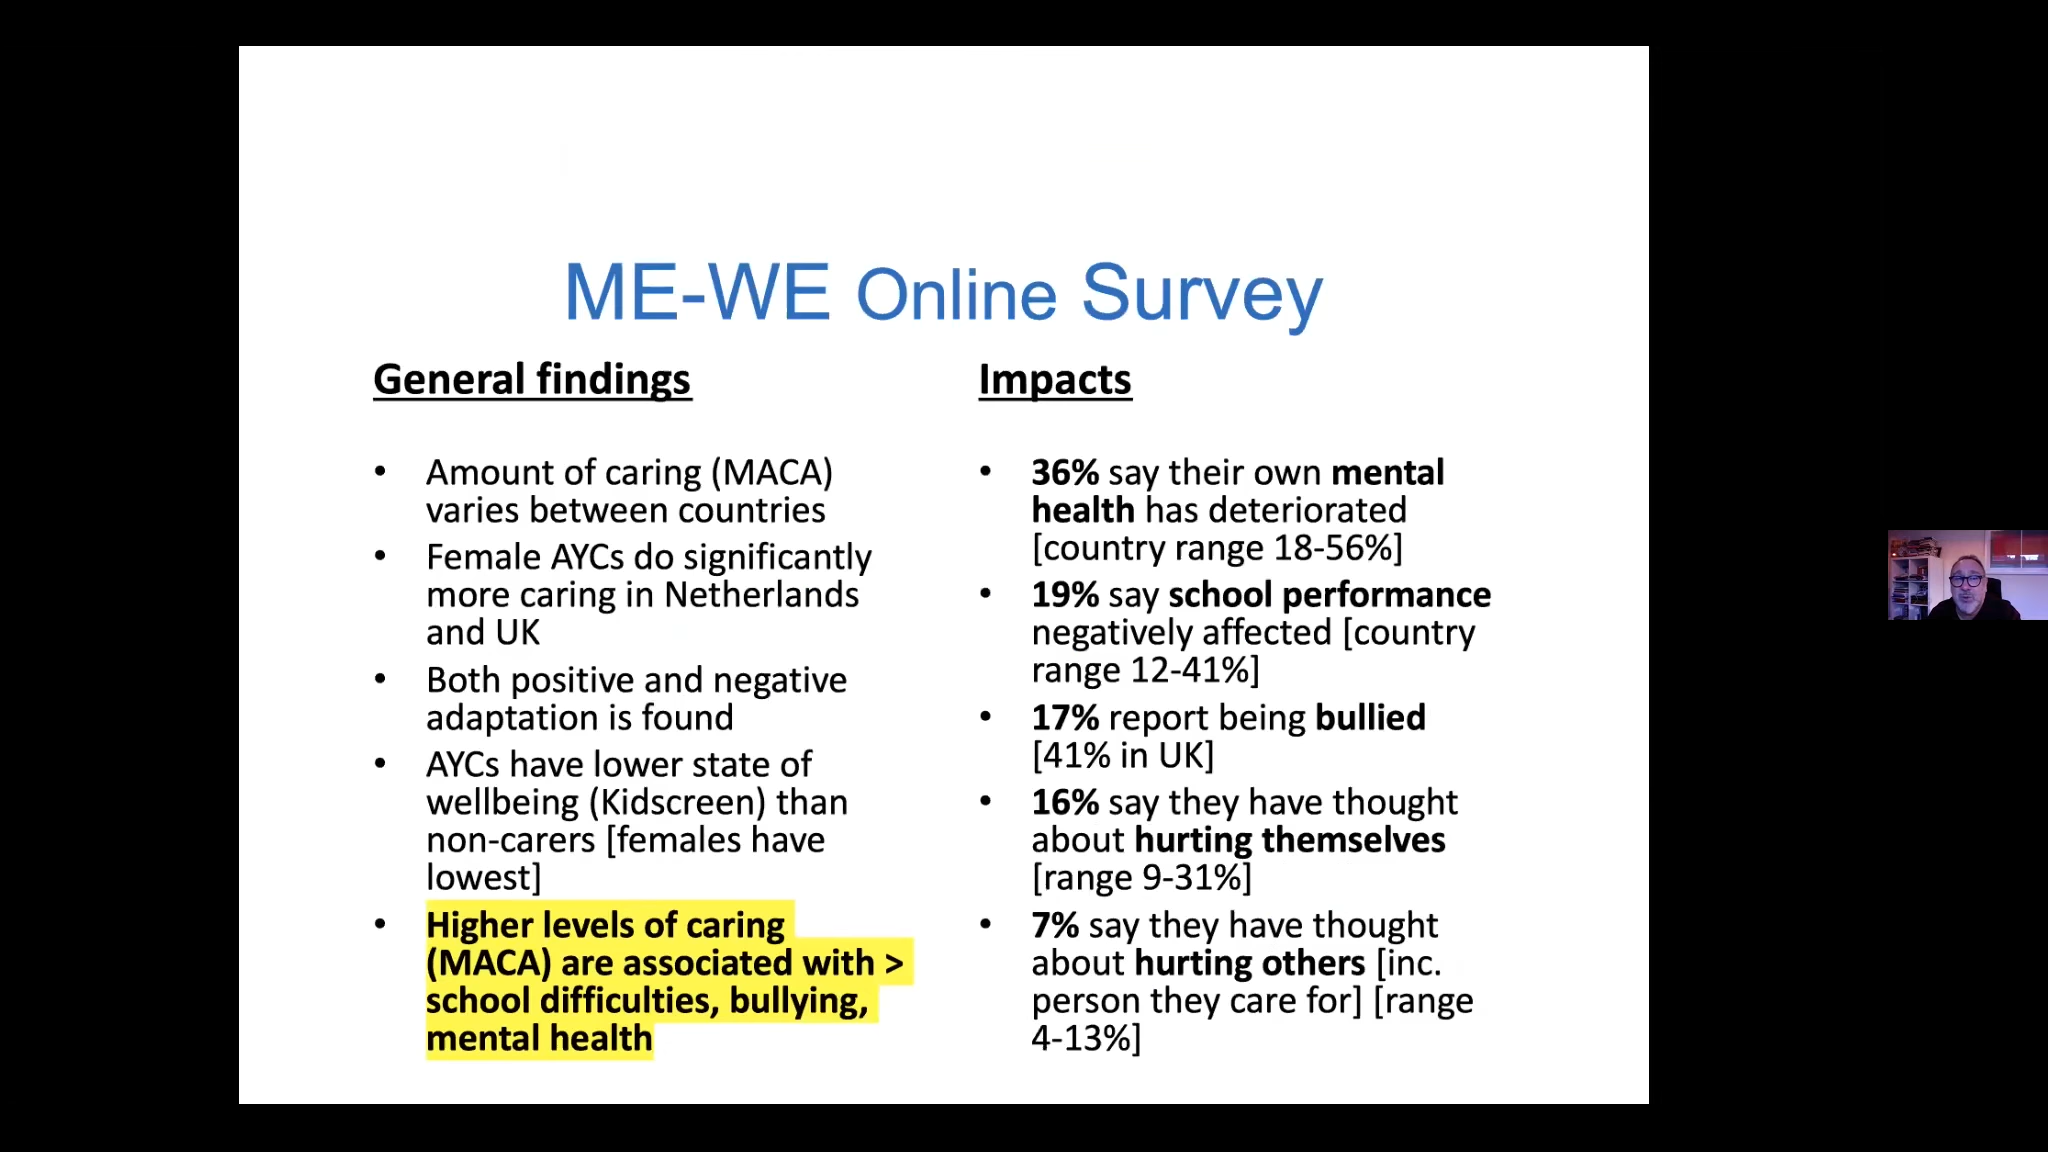 ME-WE Online Survey
General findings
• Amount of caring (MACA)
varies between countries
• Female AYCs do significantly
more caring in Netherlands
and UK
• Both positive and negative
adaptation is found
• AYCs have lower state of
wellbeing (Kidscreen) than
non-carers [females have
lowest]
• Higher levels of caring
(MACA) are associated with >
school difficulties, bullying,
mental health
Impacts
• 36% say their own mental
health has deteriorated
[country range 18-56%]
• 19% say school performance
negatively affected [country
range 12-41%]
• 17% report being bullied
[41% in UK]
• 16% say they have thought
about hurting themselves
[range 9-31%]
• 7% say they have thought
about hurting others [inc.
person they care for] [range
4-13%]